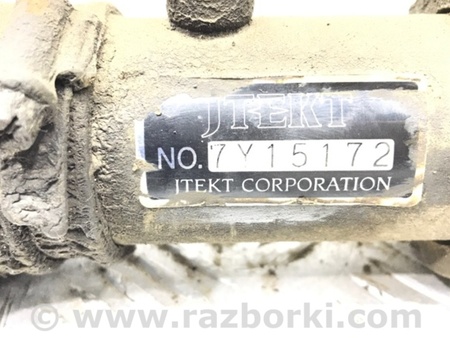 JTEKT
NO. 7Y15172
JTEKT CORPORATION
www.razborki.com